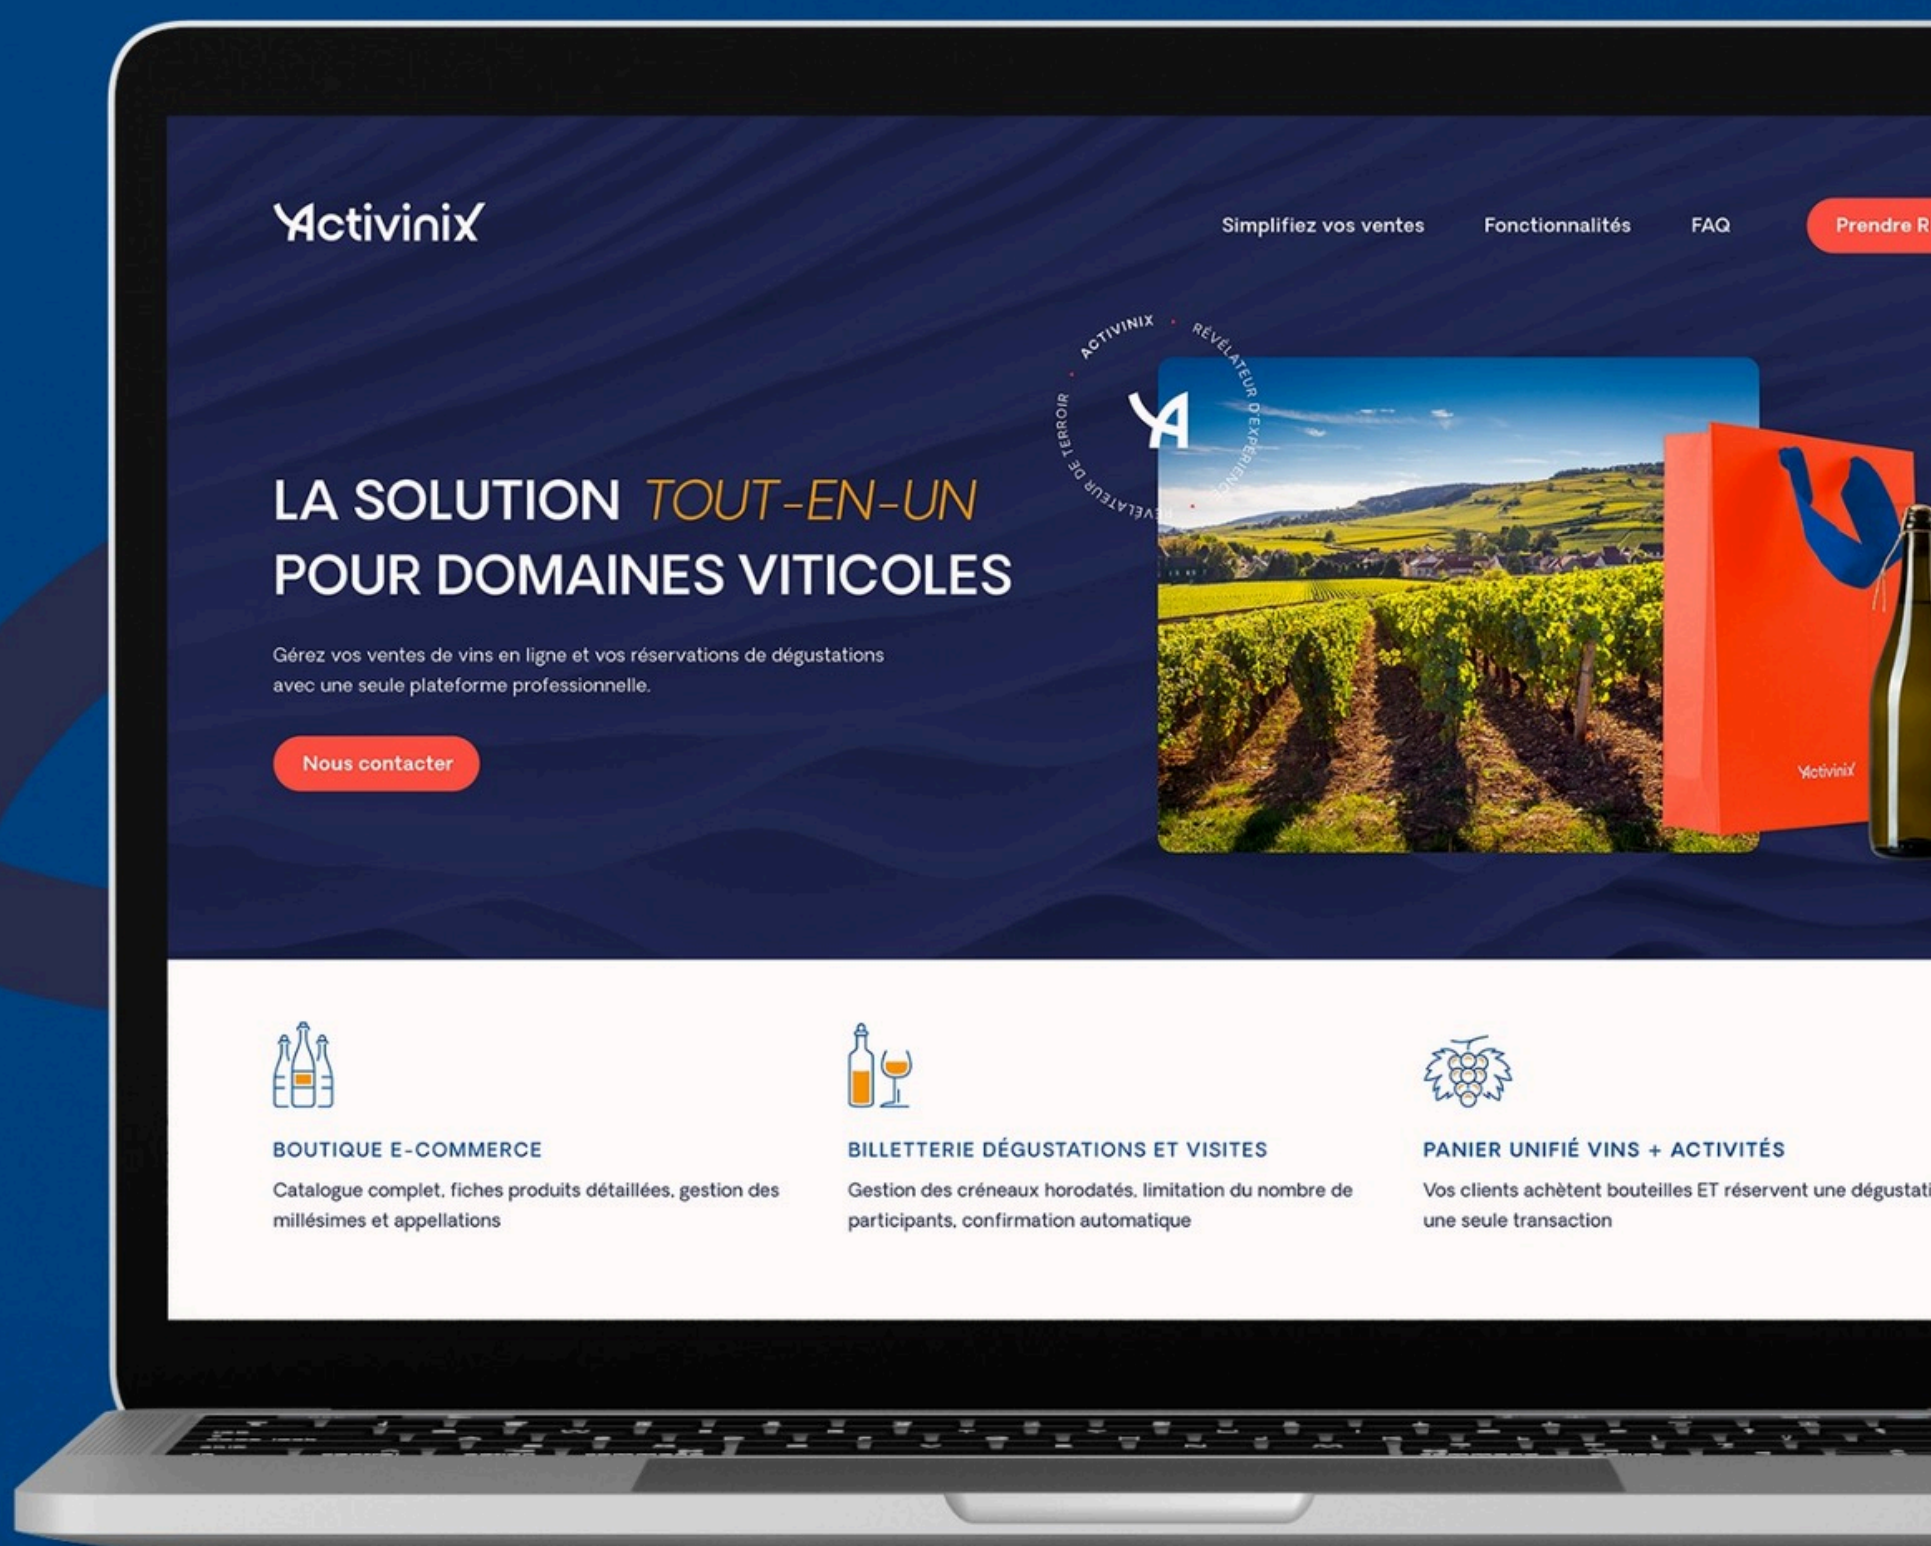 Activinix
Simplifiez vos ventes
Fonctionnalités
FAQ
Prendre R
ACTIVINIX • RÉVÉLATEUR D'EXPÉRIENCE • RÉVÉLATEUR DE TERROIR •
LA SOLUTION TOUT-EN-UN
POUR DOMAINES VITICOLES
Gérez vos ventes de vins en ligne et vos réservations de dégustations
avec une seule plateforme professionnelle.
Nous contacter
Activinix
BOUTIQUE E-COMMERCE
Catalogue complet, fiches produits détaillées, gestion des
millésimes et appellations
BILLETTERIE DÉGUSTATIONS ET VISITES
Gestion des créneaux horodatés, limitation du nombre de
participants, confirmation automatique
PANIER UNIFIÉ VINS + ACTIVITÉS
Vos clients achètent bouteilles ET réservent une dégustati
une seule transaction